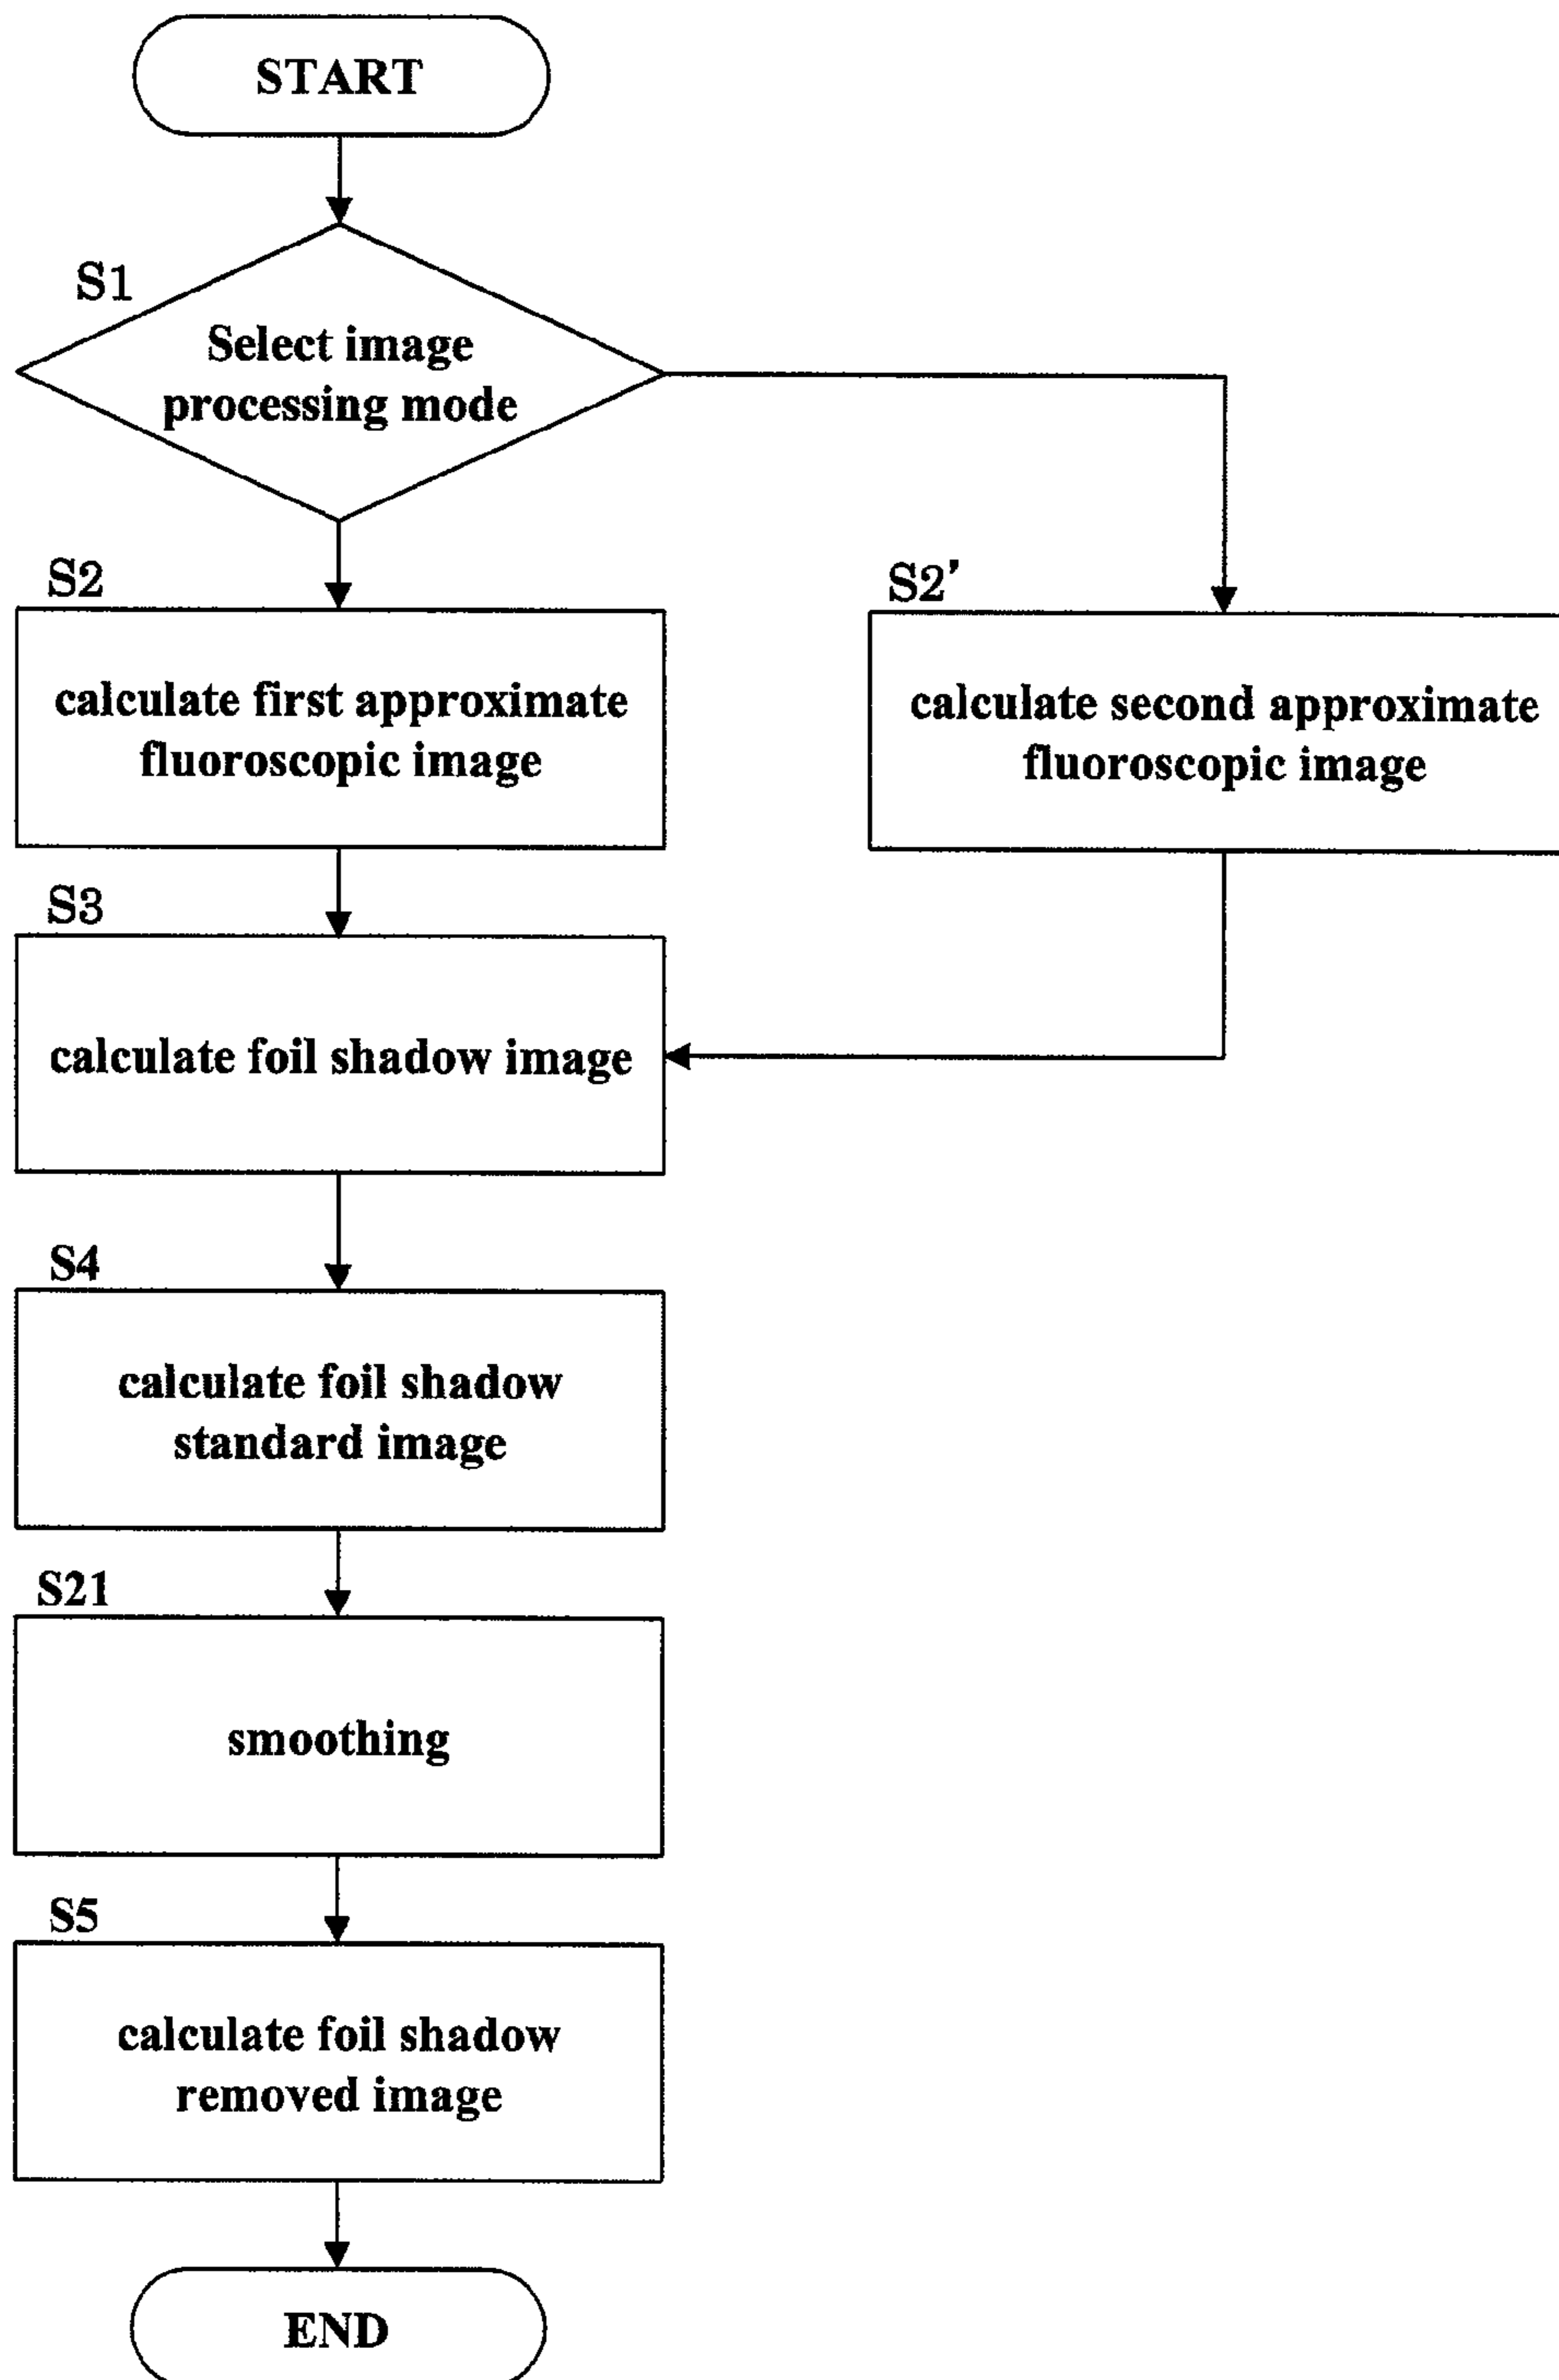 START
S1
Select image
processing mode
S2
calculate first approximate
fluoroscopic image
S2'
calculate second approximate
fluoroscopic image
S3
calculate foil shadow image
S4
calculate foil shadow
standard image
S21
smoothing
S5
calculate foil shadow
removed image
END